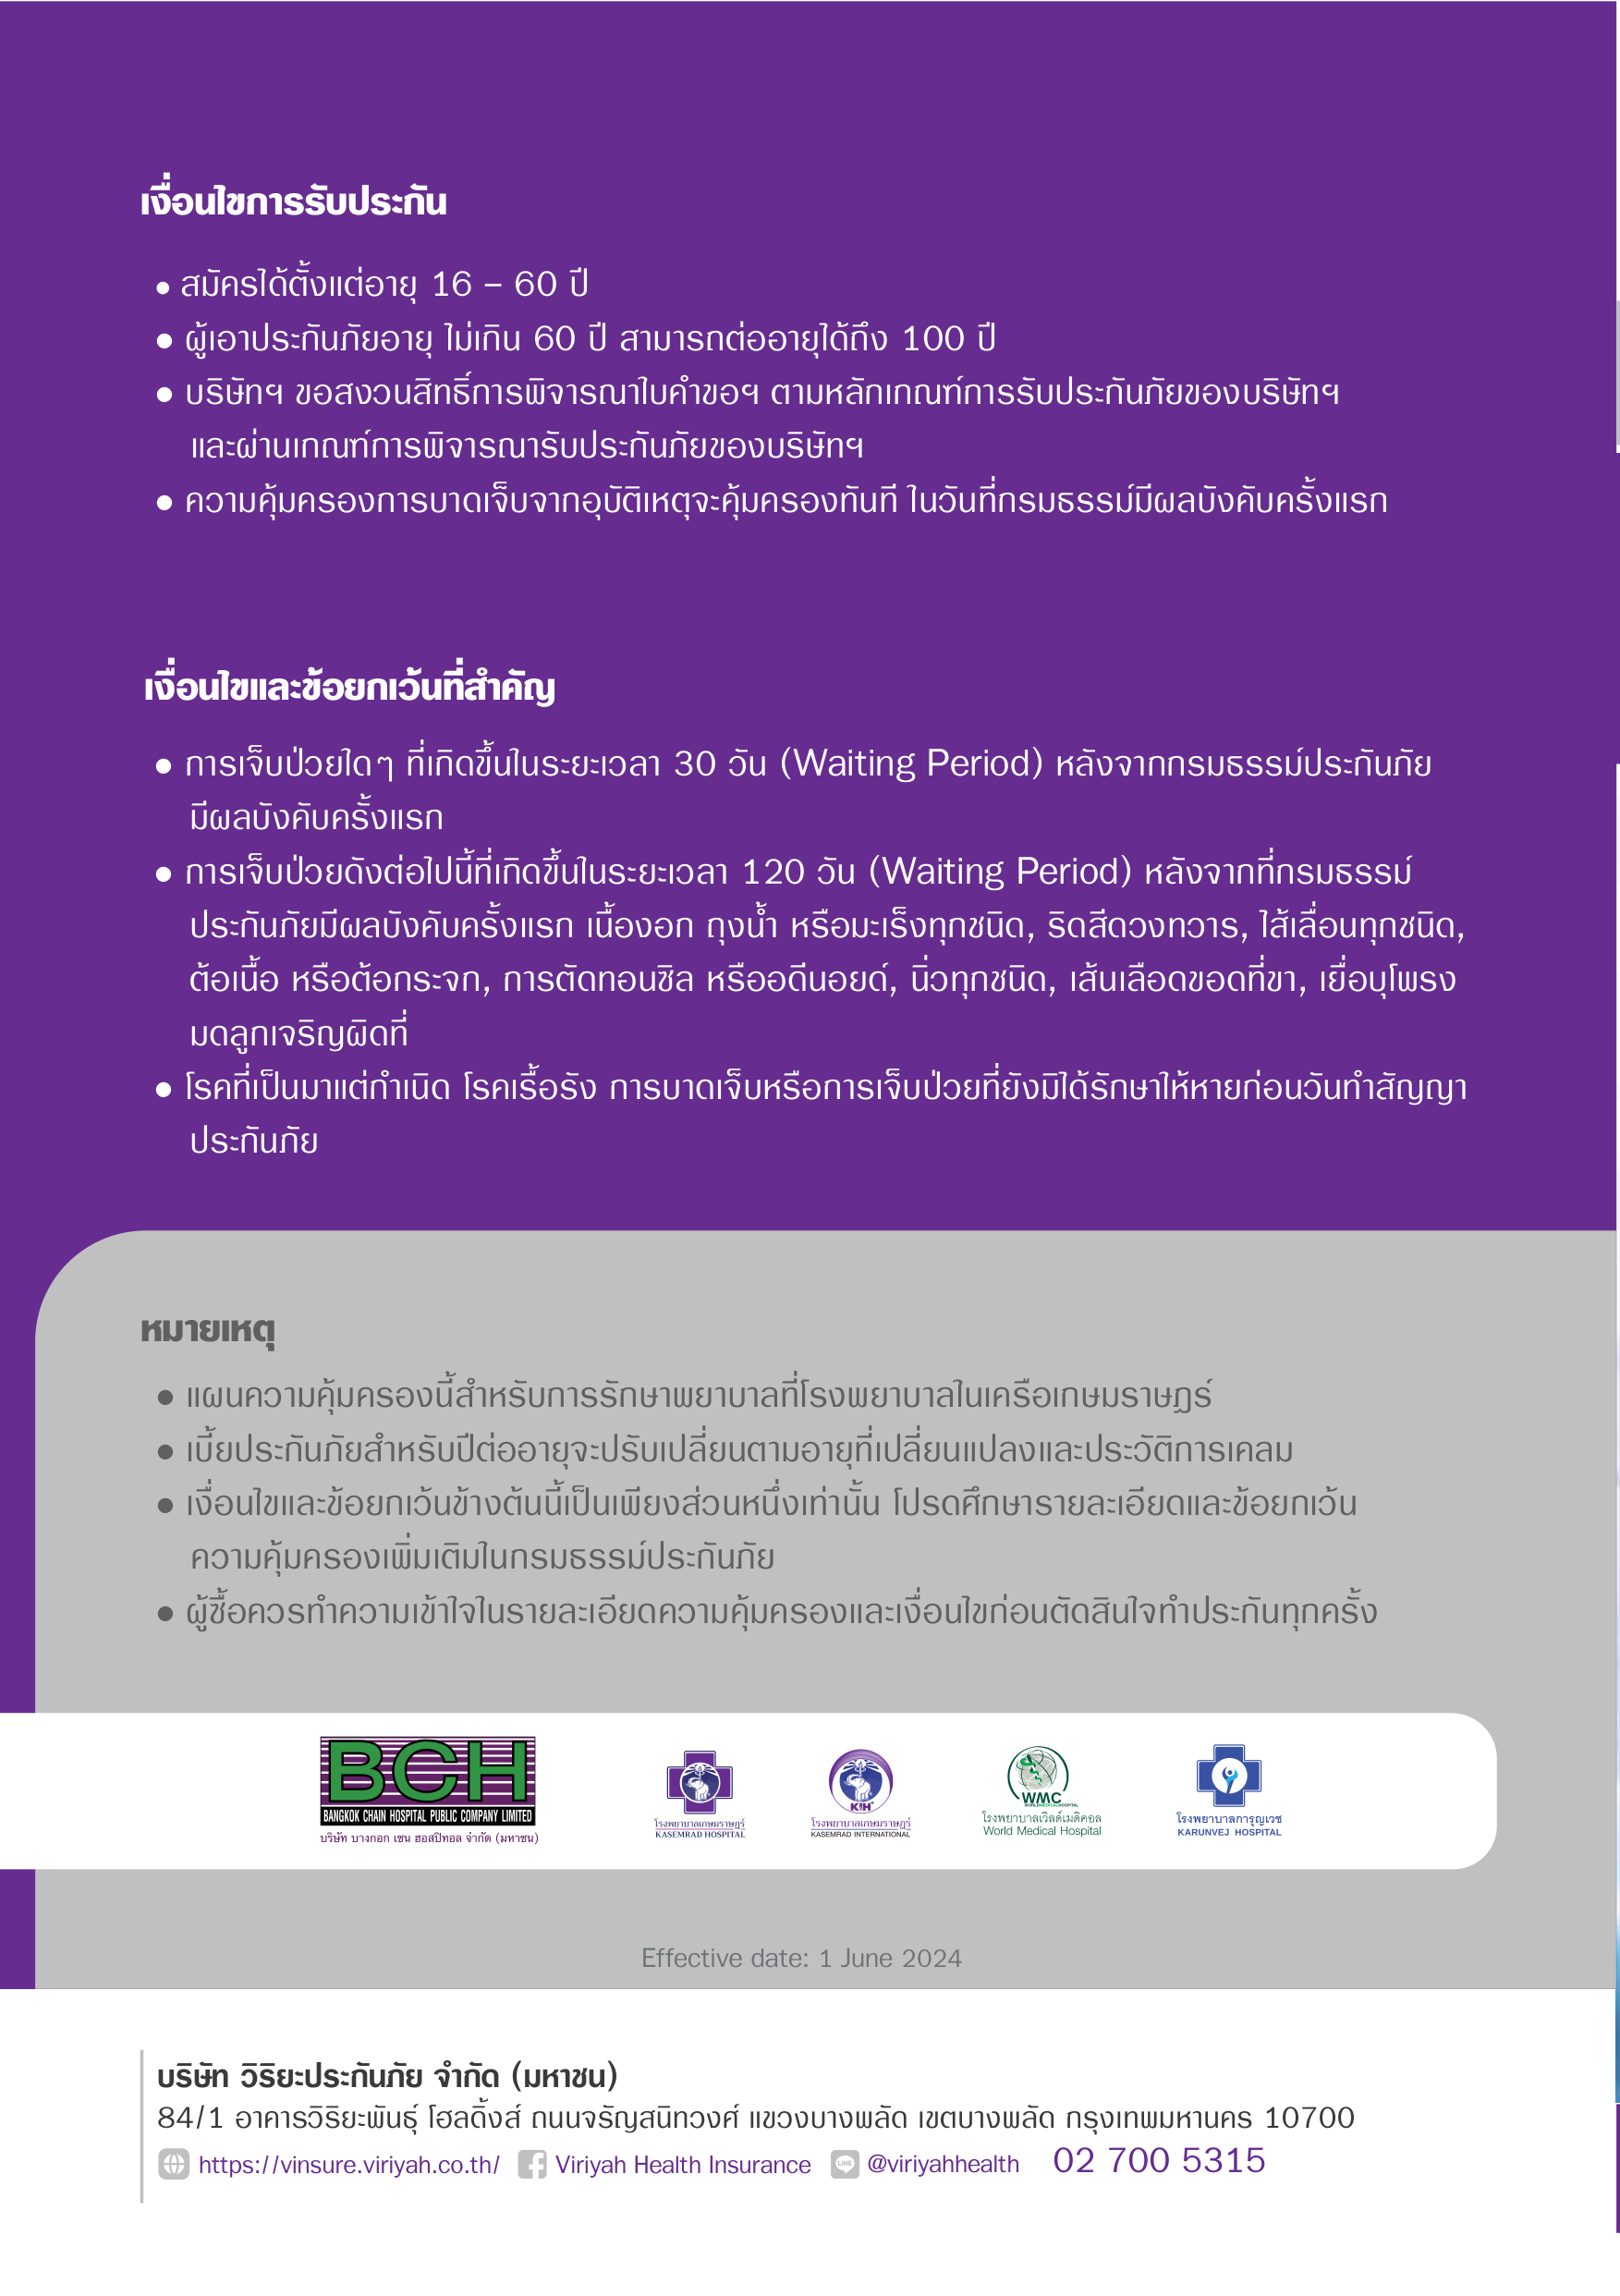 เงื่อนไขการรับประกัน
● สมัครได้ตั้งแต่อายุ 16 – 60 ปี
● ผู้เอาประกันภัยอายุ ไม่เกิน 60 ปี สามารถต่ออายุได้ถึง 100 ปี
● บริษัทฯ ขอสงวนสิทธิ์การพิจารณาใบคำขอฯ ตามหลักเกณฑ์การรับประกันภัยของบริษัทฯ
และผ่านเกณฑ์การพิจารณารับประกันภัยของบริษัทฯ
● ความคุ้มครองการบาดเจ็บจากอุบัติเหตุจะคุ้มครองทันที ในวันที่กรมธรรม์มีผลบังคับครั้งแรก
เงื่อนไขและข้อยกเว้นที่สำคัญ
● การเจ็บป่วยใดๆ ที่เกิดขึ้นในระยะเวลา 30 วัน (Waiting Period) หลังจากกรมธรรม์ประกันภัย
มีผลบังคับครั้งแรก
● การเจ็บป่วยดังต่อไปนี้ที่เกิดขึ้นในระยะเวลา 120 วัน (Waiting Period) หลังจากที่กรมธรรม์
ประกันภัยมีผลบังคับครั้งแรก เนื้องอก ถุงน้ำ หรือมะเร็งทุกชนิด, ริดสีดวงทวาร, ไส้เลื่อนทุกชนิด,
ต้อเนื้อ หรือต้อกระจก, การตัดทอนซิล หรืออดีนอยด์, นิ่วทุกชนิด, เส้นเลือดขอดที่ขา, เยื่อบุโพรง
มดลูกเจริญผิดที่
● โรคที่เป็นมาแต่กำเนิด โรคเรื้อรัง การบาดเจ็บหรือการเจ็บป่วยที่ยังมิได้รักษาให้หายก่อนวันทำสัญญา
ประกันภัย
หมายเหตุ
● แผนความคุ้มครองนี้สำหรับการรักษาพยาบาลที่โรงพยาบาลในเครือเกษมราษฎร์
● เบี้ยประกันภัยสำหรับปีต่ออายุจะปรับเปลี่ยนตามอายุที่เปลี่ยนแปลงและประวัติการเคลม
● เงื่อนไขและข้อยกเว้นข้างต้นนี้เป็นเพียงส่วนหนึ่งเท่านั้น โปรดศึกษารายละเอียดและข้อยกเว้น
ความคุ้มครองเพิ่มเติมในกรมธรรม์ประกันภัย
● ผู้ซื้อควรทำความเข้าใจในรายละเอียดความคุ้มครองและเงื่อนไขก่อนตัดสินใจทำประกันทุกครั้ง
BCH
BANGKOK CHAIN HOSPITAL PUBLIC COMPANY LIMITED
บริษัท บางกอก เชน ฮอสปิทอล จำกัด (มหาชน)
โรงพยาบาลเกษมราษฎร์
KASEMRAD HOSPITAL
KIH
โรงพยาบาลเกษมราษฎร์
KASEMRAD INTERNATIONAL
WMC
โรงพยาบาลเวิลด์เมดิคอล
World Medical Hospital
โรงพยาบาลการุญเวช
KARUNVEJ HOSPITAL
Effective date: 1 June 2024
บริษัท วิริยะประกันภัย จำกัด (มหาชน)
84/1 อาคารวิริยะพันธุ์ โฮลดิ้งส์ ถนนจรัญสนิทวงศ์ แขวงบางพลัด เขตบางพลัด กรุงเทพมหานคร 10700
https://vinsure.viriyah.co.th/ Viriyah Health Insurance LINE @viriyahhealth 02 700 5315